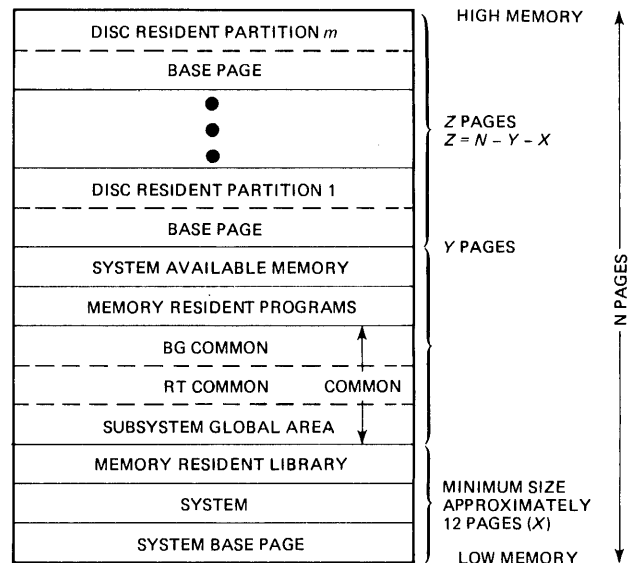 HIGH MEMORY
DISC RESIDENT PARTITION m
BASE PAGE
Z PAGES
Z = N – Y – X
DISC RESIDENT PARTITION 1
BASE PAGE
Y PAGES
SYSTEM AVAILABLE MEMORY
MEMORY RESIDENT PROGRAMS
BG COMMON
RT COMMON
COMMON
SUBSYSTEM GLOBAL AREA
MEMORY RESIDENT LIBRARY
SYSTEM
SYSTEM BASE PAGE
MINIMUM SIZE
APPROXIMATELY
12 PAGES (X)
LOW MEMORY
N PAGES